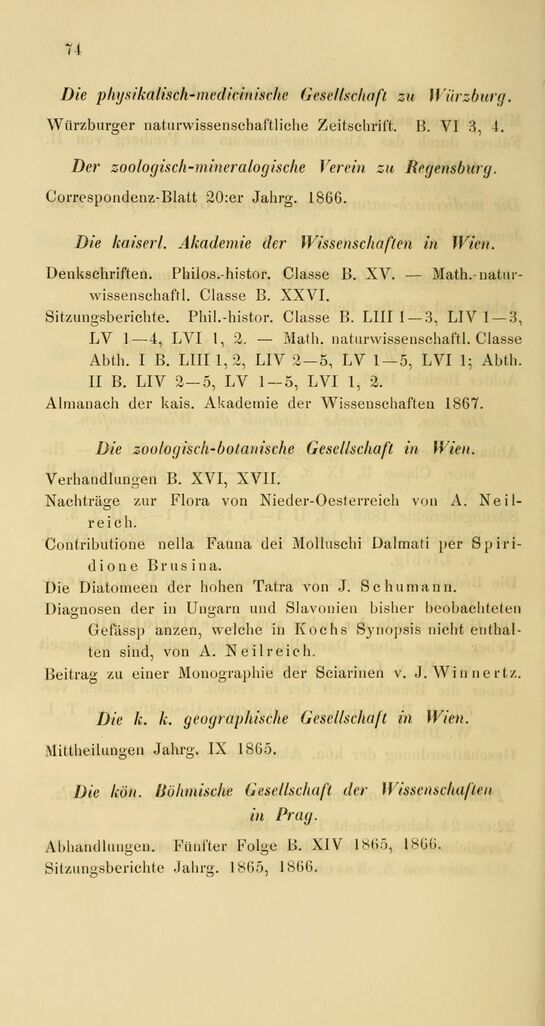 74
Die physikalisch-medicinische Gesellschaft zu Würzburg.
Würzburger naturwissenschaftliche Zeitschrift. B. VI 3, 4.
Der zoologisch-mineralogische Verein zu Regensburg.
Correspondenz-Blatt 20:er Jahrg. 1866.
Die kaiserl. Akademie der Wissenschaften in Wien.
Denkschriften. Philos.-histor. Classe B. XV. — Math.-natur-
wissenschaftl. Classe B. XXVI.
Sitzungsberichte. Phil.-histor. Classe B. LIII 1—3, LIV 1—3,
LV 1—4, LVI 1, 2. — Math. naturwissenschaftl. Classe
Abth. I B. LIII 1, 2, LIV 2—5, LV 1—5, LVI 1; Abth.
II B. LIV 2—5, LV 1—5, LVI 1, 2.
Almanach der kais. Akademie der Wissenschaften 1867.
Die zoologisch-botanische Gesellschaft in Wien.
Verhandlungen B. XVI, XVII.
Nachträge zur Flora von Nieder-Oesterreich von A. Neil-
reich.
Contributione nella Fauna dei Molluschi Dalmati per Spiri-
dione Brusina.
Die Diatomeen der hohen Tatra von J. Schumann.
Diagnosen der in Ungarn und Slavonien bisher beobachteten
Gefässp anzen, welche in Kochs Synopsis nicht enthal-
ten sind, von A. Neilreich.
Beitrag zu einer Monographie der Sciarinen v. J. Winnertz.
Die k. k. geographische Gesellschaft in Wien.
Mittheilungen Jahrg. IX 1865.
Die kön. Böhmische Gesellschaft der Wissenschaften
in Prag.
Abhandlungen. Fünfter Folge B. XIV 1865, 1866.
Sitzungsberichte Jahrg. 1865, 1866.